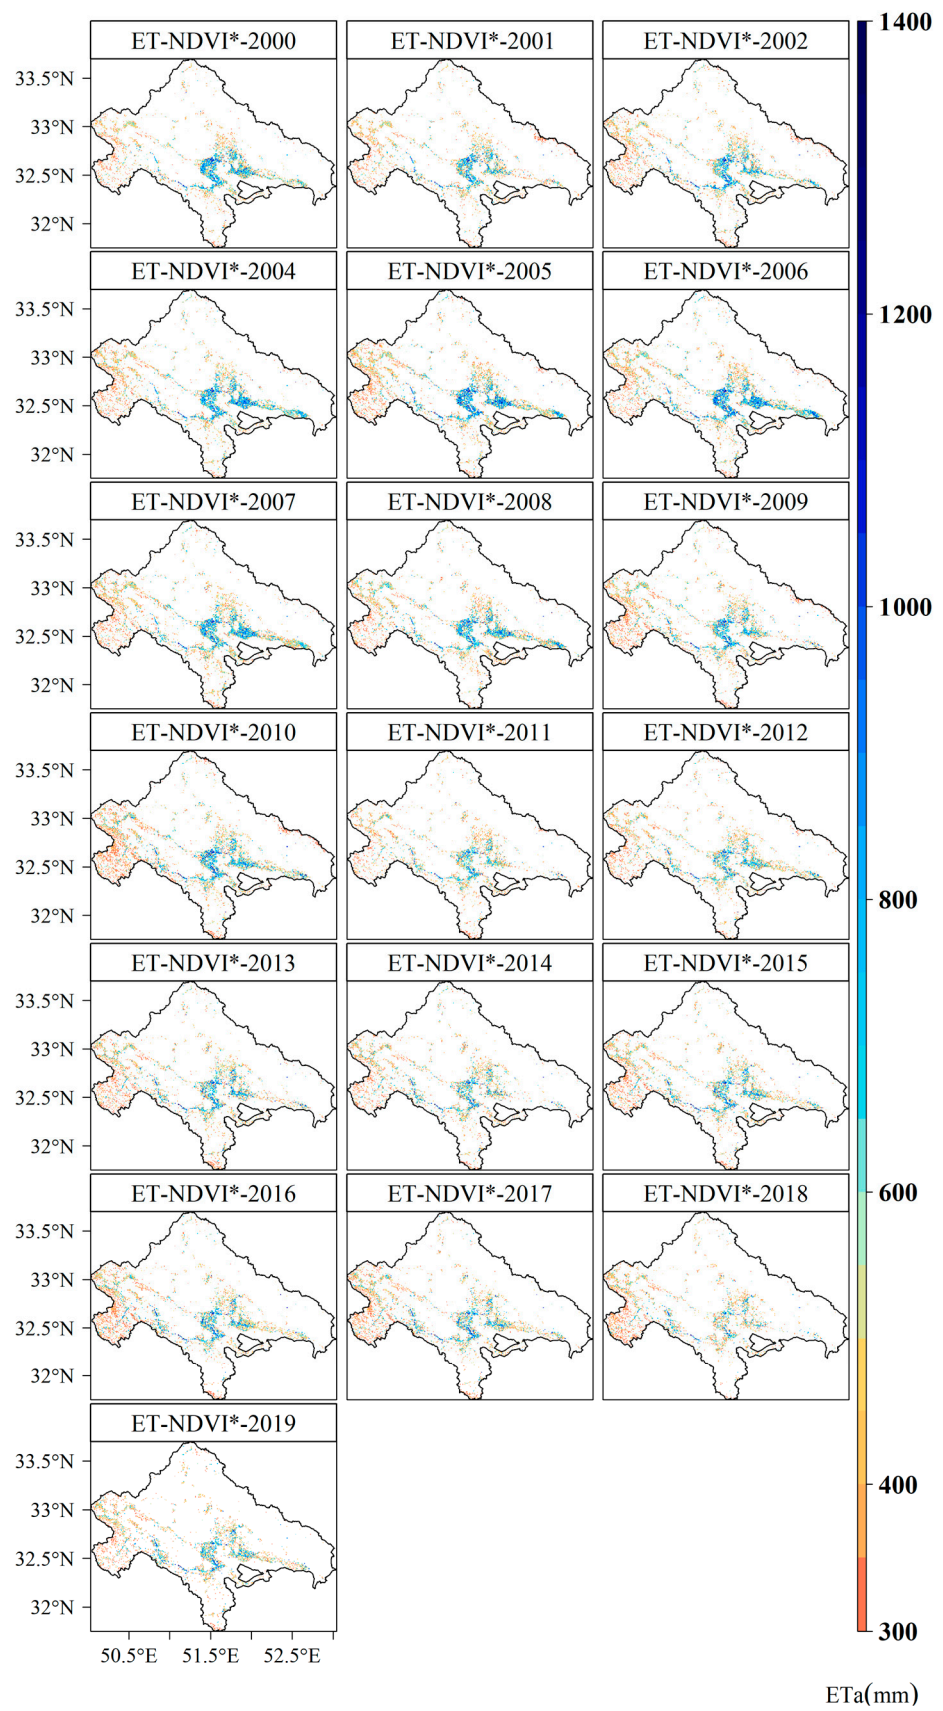 ET-NDVI*-2000 ET-NDVI*-2001 ET-NDVI*-2002 1400
33.5°N
33°N
32.5°N
32°N
ET-NDVI*-2004 ET-NDVI*-2005 ET-NDVI*-2006
33.5°N 1200
33°N
32.5°N
32°N
ET-NDVI*-2007 ET-NDVI*-2008 ET-NDVI*-2009
33.5°N
33°N 1000
32.5°N
32°N
ET-NDVI*-2010 ET-NDVI*-2011 ET-NDVI*-2012
33.5°N
33°N
32.5°N 800
32°N
ET-NDVI*-2013 ET-NDVI*-2014 ET-NDVI*-2015
33.5°N
33°N
32.5°N
32°N
ET-NDVI*-2016 ET-NDVI*-2017 ET-NDVI*-2018 600
33.5°N
33°N
32.5°N
32°N
ET-NDVI*-2019
33.5°N 400
33°N
32.5°N
32°N 300
50.5°E 51.5°E 52.5°E
ETa(mm)